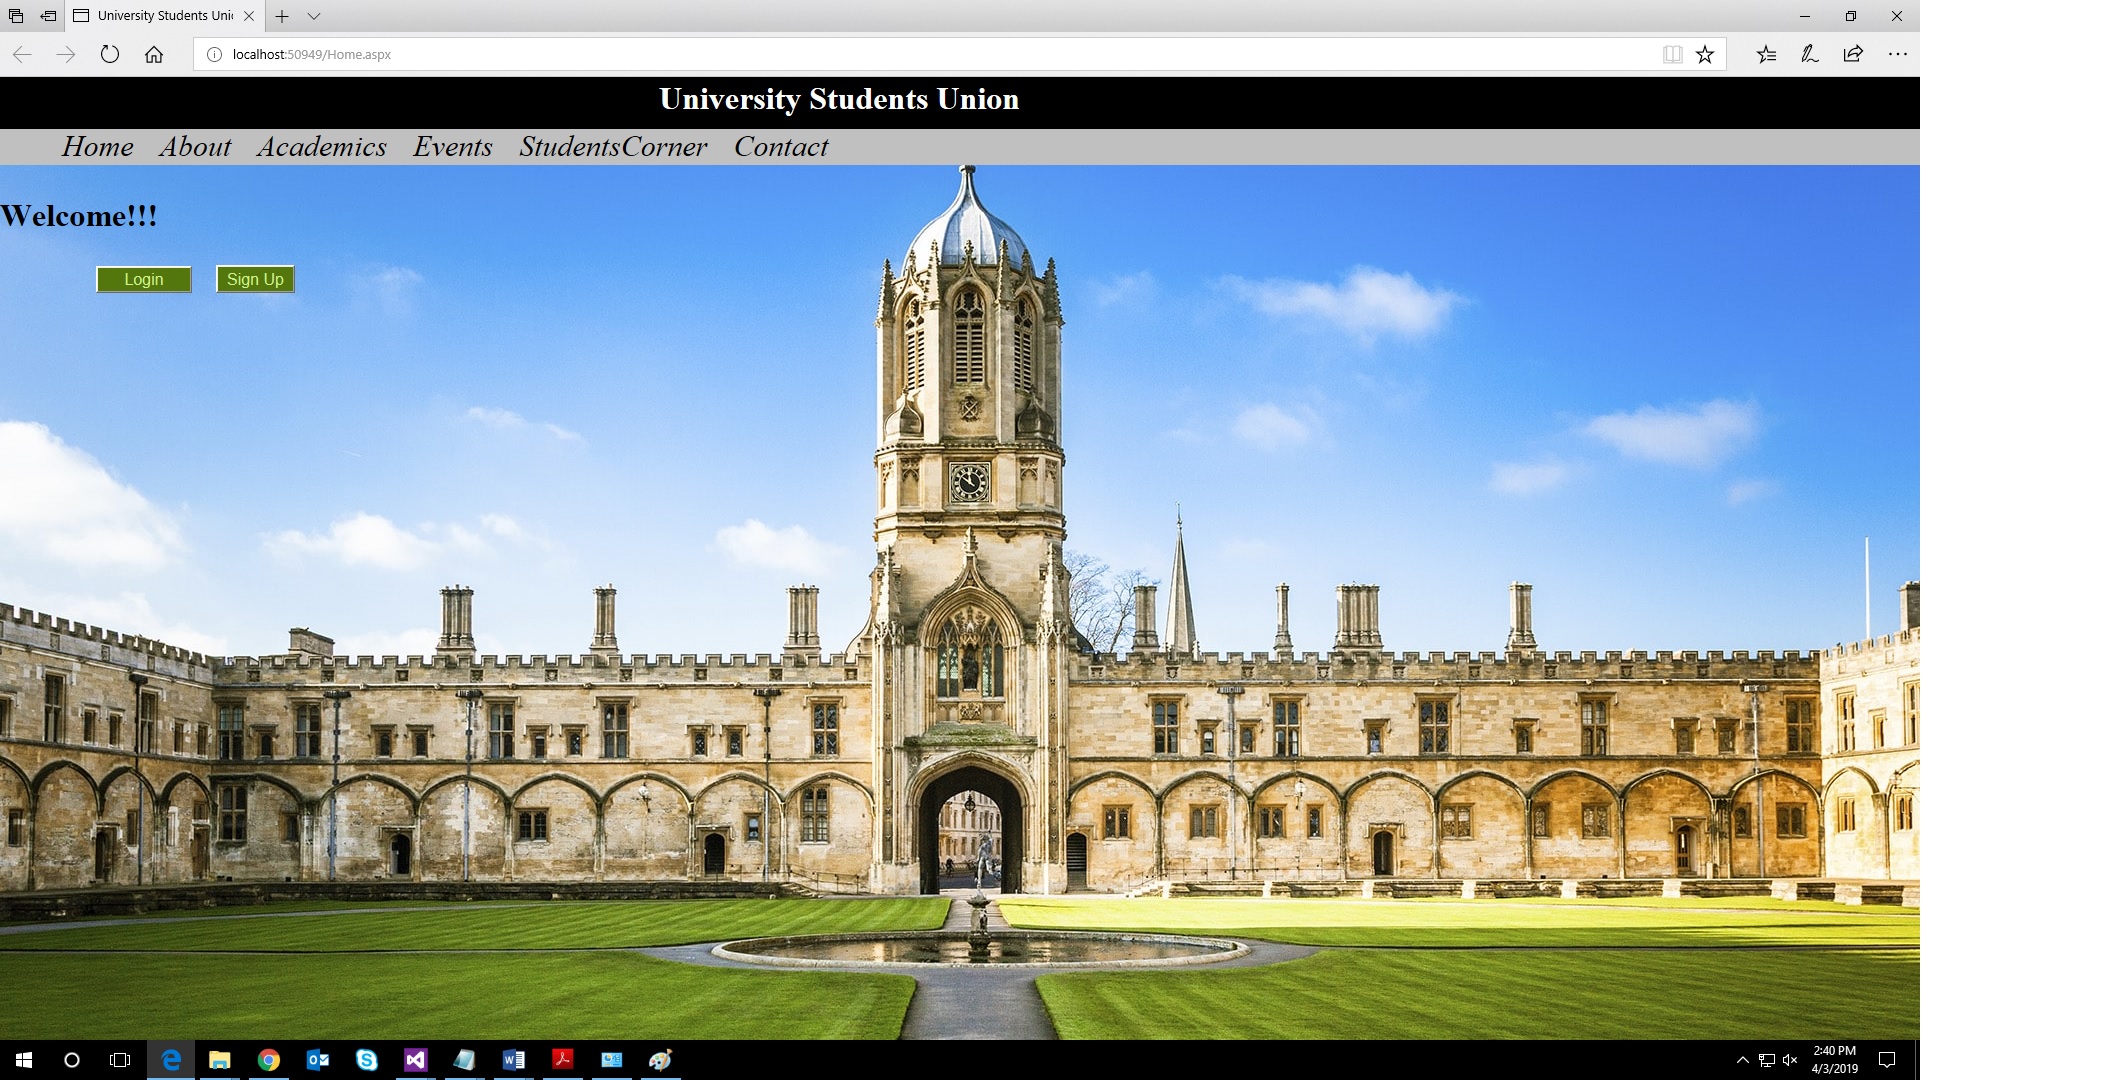 University Students Uni
localhost:50949/Home.aspx
University Students Union
Home About Academics Events StudentsCorner Contact
Welcome!!!
Login Sign Up
2:40 PM
4/3/2019